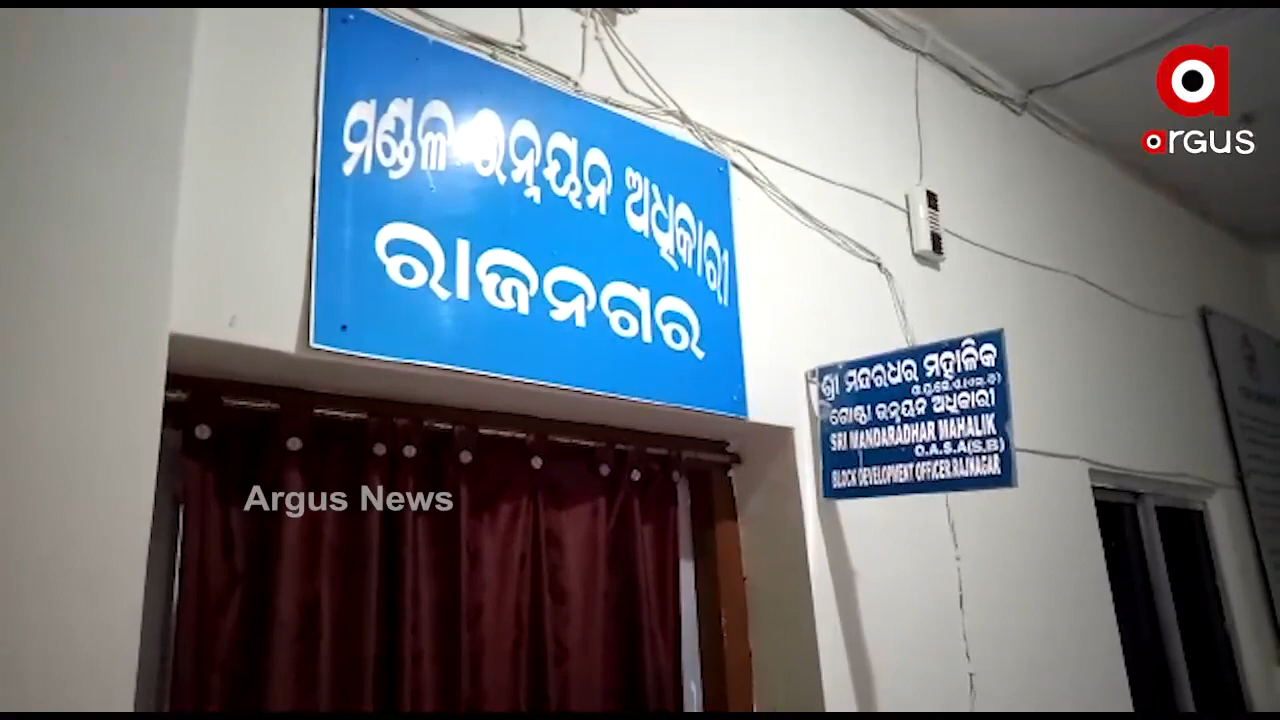 ମଣ୍ଡଳ ଉନ୍ନୟନ ଅଧିକାରୀ
ରାଜନଗର
ଶ୍ରୀ ମନ୍ଦରଧର ମହାଳିକ
ଗୋଷ୍ଠୀ ଉନ୍ନୟନ ଅଧିକାରୀ
SRI MANDARADHAR MAHALIK
O.A.S.A(S.B)
BLOCK DEVELOPMENT OFFICER.RAJNAGAR
argus
Argus News